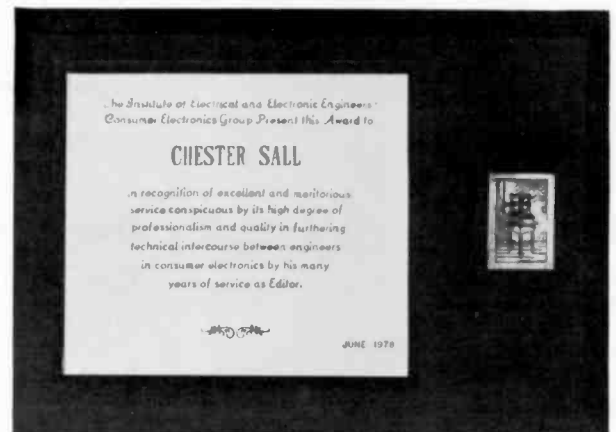 The Institute of Electrical and Electronic Engineers'
Consumer Electronics Group Present this Award to
CHESTER SALL
in recognition of excellent and meritorious
service conspicuous by its high degree of
professionalism and quality in furthering
technical intercourse between engineers
in consumer electronics by his many
years of service as Editor.
JUNE 1978